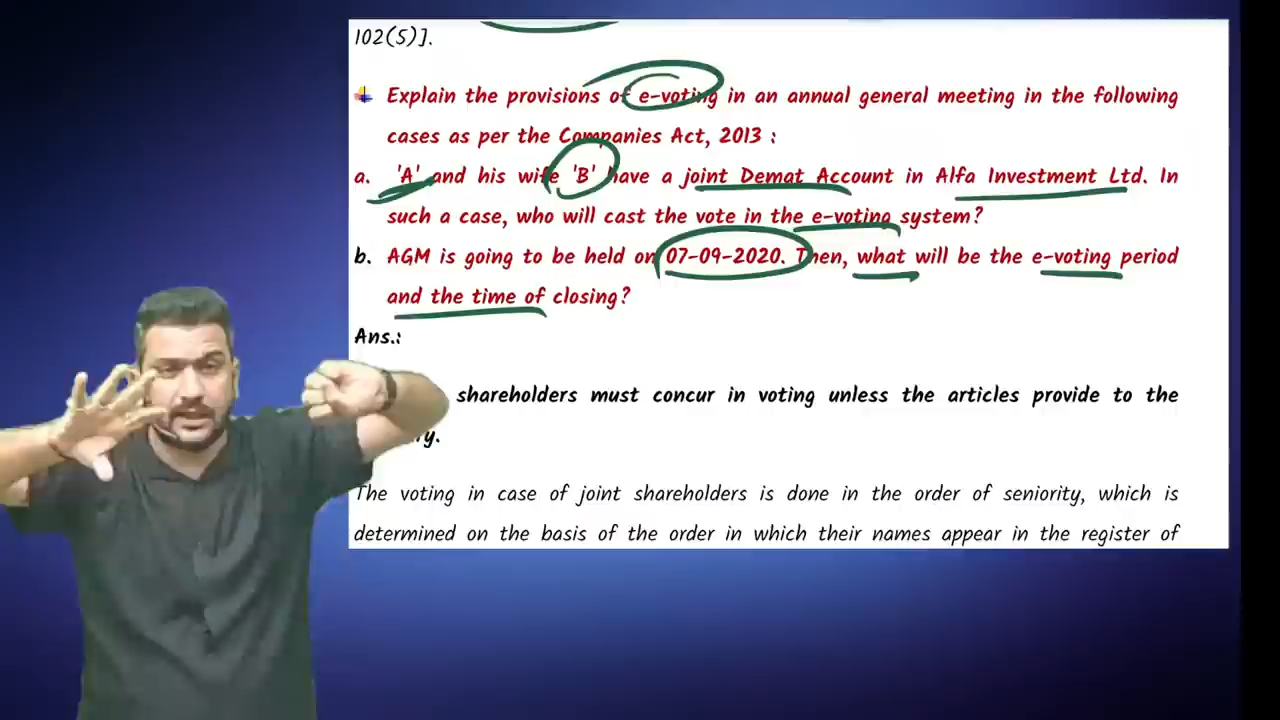 102(5)].
Explain the provisions of e-voting in an annual general meeting in the following
cases as per the Companies Act, 2013 :
a. 'A' and his wife 'B' have a joint Demat Account in Alfa Investment Ltd. In
such a case, who will cast the vote in the e-voting system?
b. AGM is going to be held on 07-09-2020. Then, what will be the e-voting period
and the time of closing?
Ans.:
shareholders must concur in voting unless the articles provide to the
The voting in case of joint shareholders is done in the order of seniority, which is
determined on the basis of the order in which their names appear in the register of